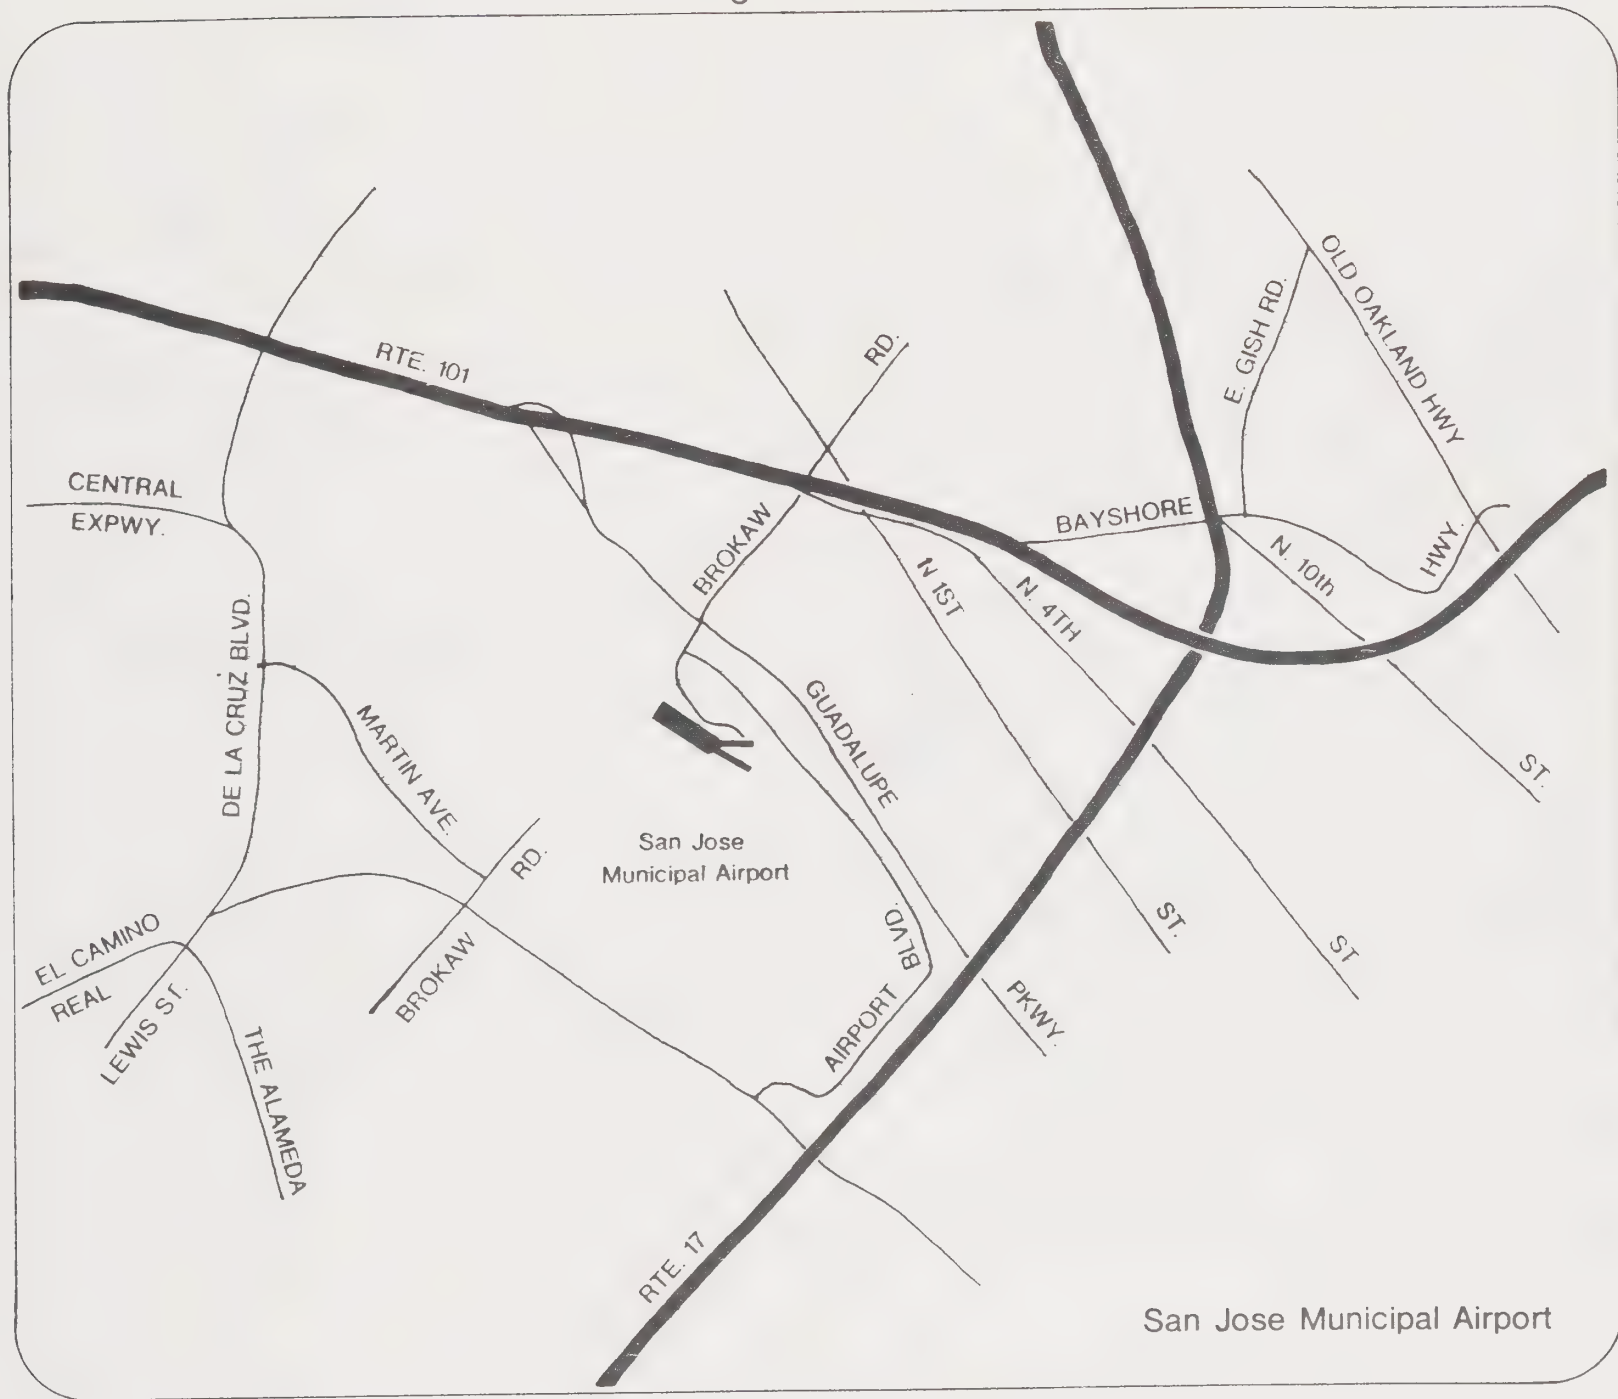 OLD OAKLAND HWY
E. GISH RD.
RTE. 101
RD.
CENTRAL
EXPWY.
BAYSHORE
HWY.
BROKAW
N 1ST
N. 4TH
N. 10th
DE LA CRUZ BLVD.
MARTIN AVE.
GUADALUPE
ST.
San Jose
Municipal Airport
RD.
BLVD.
EL CAMINO
REAL
BROKAW
ST.
ST
LEWIS ST.
AIRPORT
PKWY.
THE ALAMEDA
RTE. 17
San Jose Municipal Airport